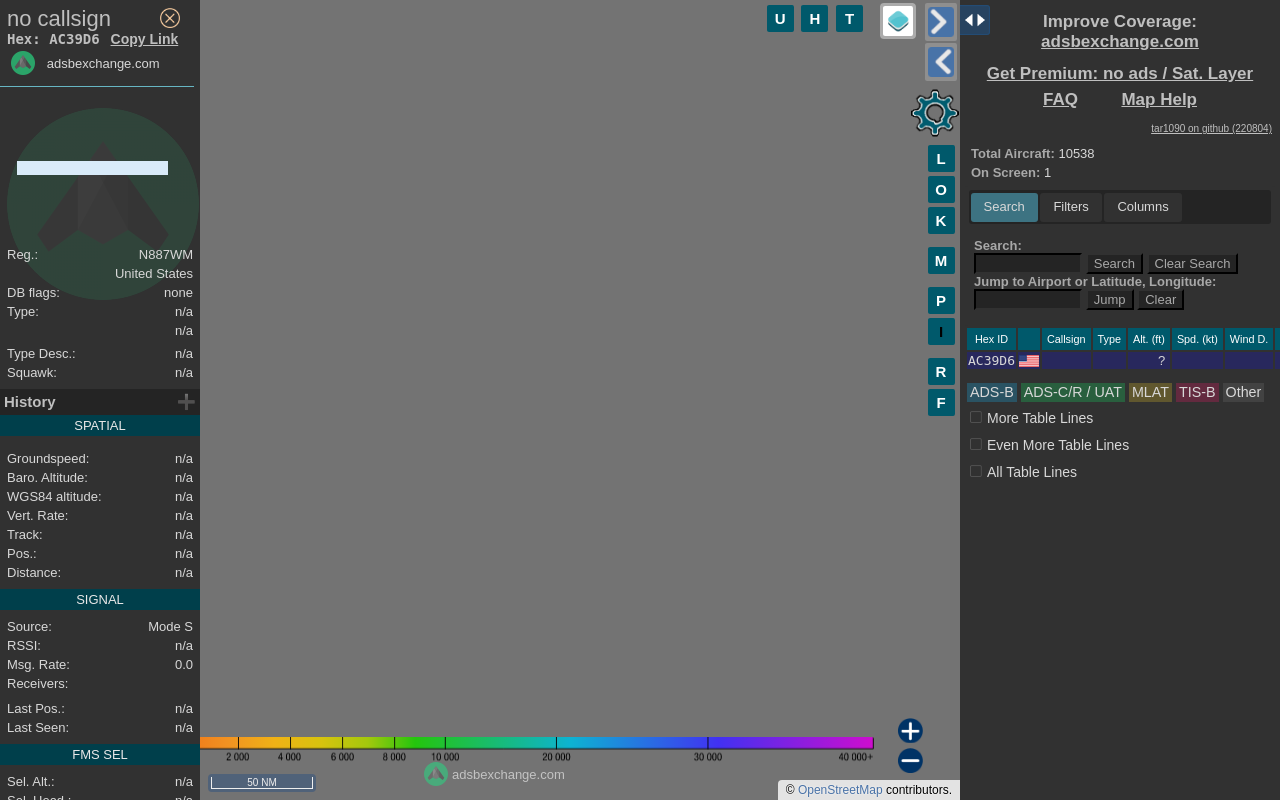 no callsign
Hex: AC39D6 Copy Link
adsbexchange.com
Reg.: N887WM
United States
DB flags: none
Type: n/a
n/a
Type Desc.: n/a
Squawk: n/a
History
SPATIAL
Groundspeed: n/a
Baro. Altitude: n/a
WGS84 altitude: n/a
Vert. Rate: n/a
Track: n/a
Pos.: n/a
Distance: n/a
SIGNAL
Source: Mode S
RSSI: n/a
Msg. Rate: 0.0
Receivers:
Last Pos.: n/a
Last Seen: n/a
FMS SEL
Sel. Alt.: n/a
Sel. Head.: n/a
U H T
L
O
K
M
P
I
R
F
2 000 4 000 6 000 8 000 10 000 20 000 30 000 40 000+
50 NM
adsbexchange.com
© OpenStreetMap contributors.
Improve Coverage:
adsbexchange.com
Get Premium: no ads / Sat. Layer
FAQ Map Help
tar1090 on github (220804)
Total Aircraft: 10538
On Screen: 1
Search Filters Columns
Search:
Search Clear Search
Jump to Airport or Latitude, Longitude:
Jump Clear
Hex ID Callsign Type Alt. (ft) Spd. (kt) Wind D.
AC39D6 ?
ADS-B ADS-C/R / UAT MLAT TIS-B Other
More Table Lines
Even More Table Lines
All Table Lines